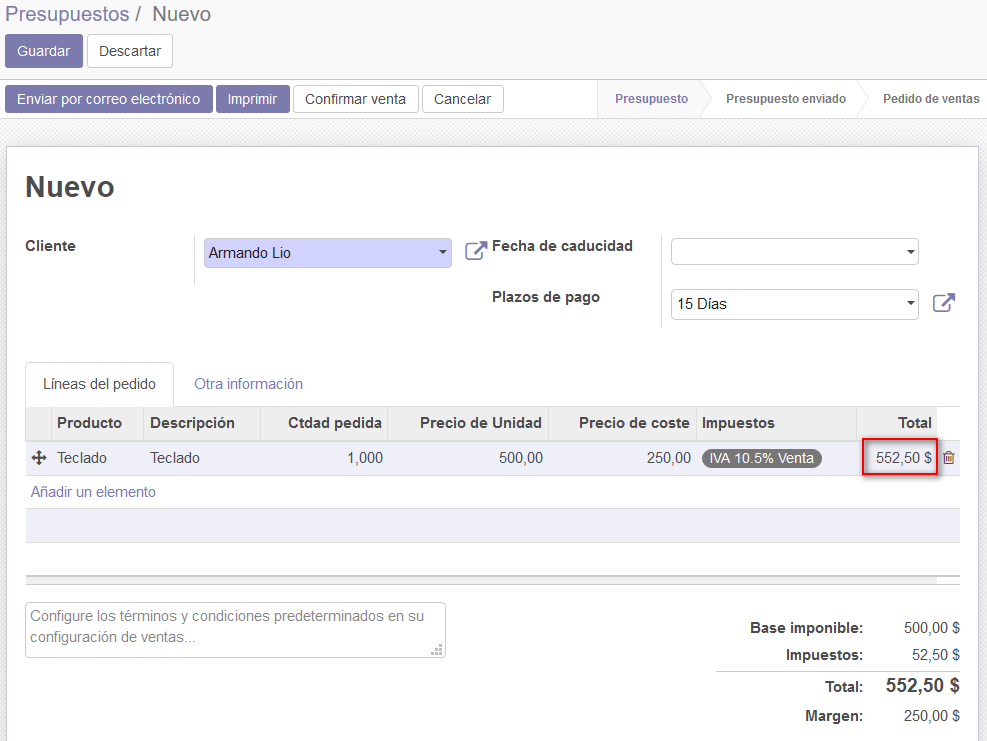 Presupuestos / Nuevo
Guardar Descartar
Enviar por correo electrónico Imprimir Confirmar venta Cancelar Presupuesto Presupuesto enviado Pedido de ventas
Nuevo
Cliente Armando Lio Fecha de caducidad
Plazos de pago 15 Días
Líneas del pedido Otra información
Producto Descripción Ctdad pedida Precio de Unidad Precio de coste Impuestos Total
Teclado Teclado 1,000 500,00 250,00 IVA 10.5% Venta 552,50 $
Añadir un elemento
Configure los términos y condiciones predeterminados en su
configuración de ventas...
Base imponible: 500,00 $
Impuestos: 52,50 $
Total: 552,50 $
Margen: 250,00 $